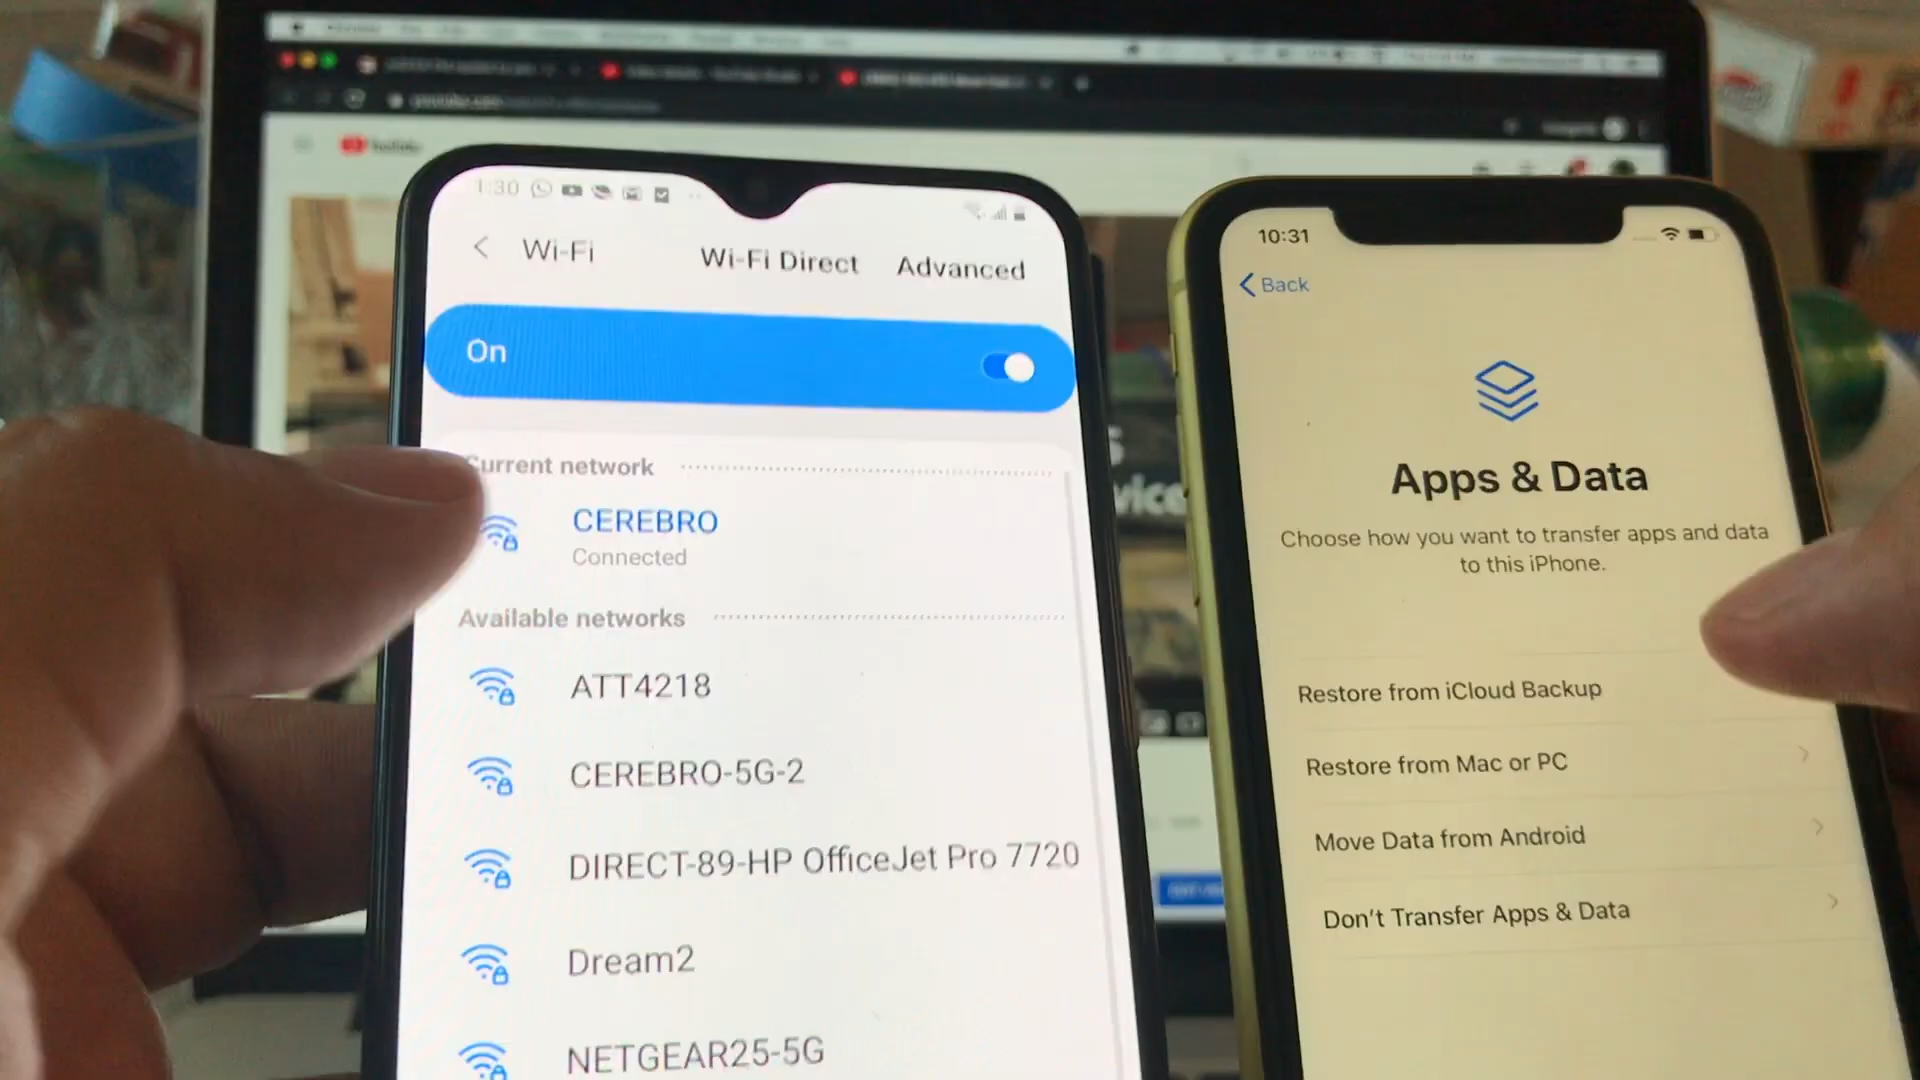 YouTube
1:30
Wi-Fi
Wi-Fi Direct
Advanced
On
Current network
CEREBRO
Connected
Available networks
ATT4218
CEREBRO-5G-2
DIRECT-89-HP OfficeJet Pro 7720
Dream2
NETGEAR25-5G
10:31
Back
Apps & Data
Choose how you want to transfer apps and data
to this iPhone.
Restore from iCloud Backup
Restore from Mac or PC
Move Data from Android
Don't Transfer Apps & Data